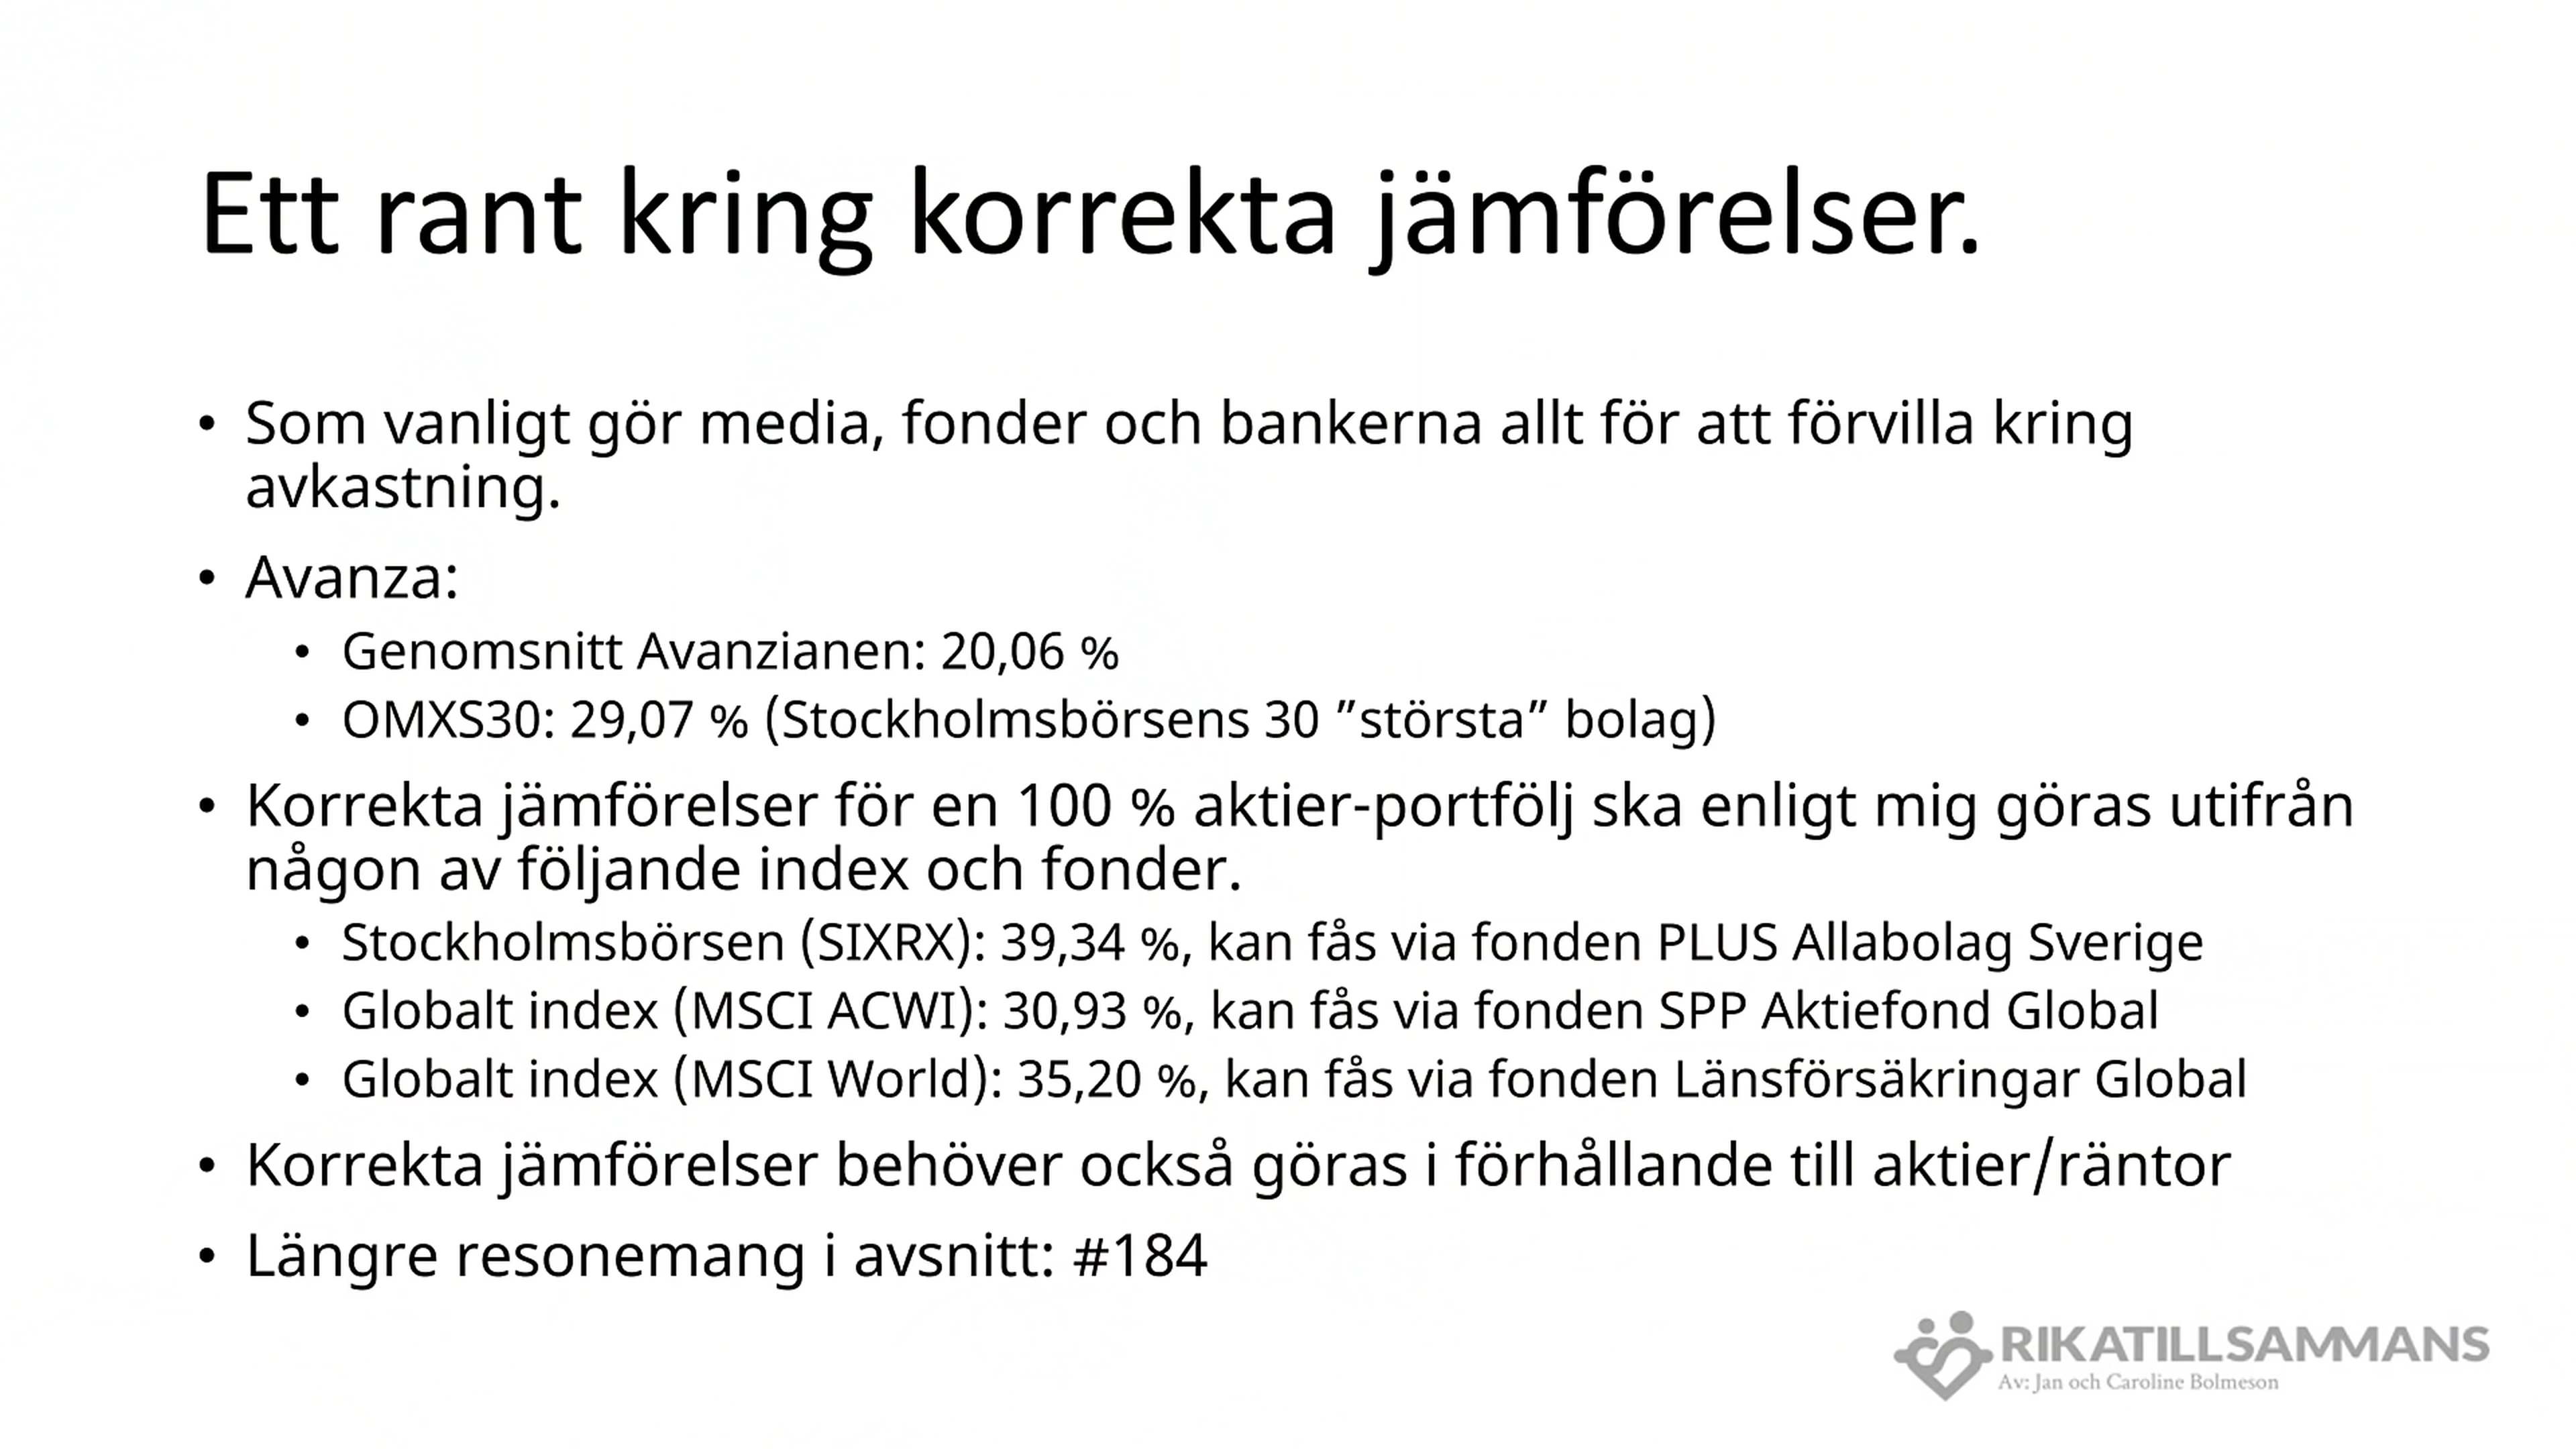 Ett rant kring korrekta jämförelser.
• Som vanligt gör media, fonder och bankerna allt för att förvilla kring
avkastning.
• Avanza:
• Genomsnitt Avanzianen: 20,06 %
• OMXS30: 29,07 % (Stockholmsbörsens 30 ”största” bolag)
• Korrekta jämförelser för en 100 % aktier-portfölj ska enligt mig göras utifrån
någon av följande index och fonder.
• Stockholmsbörsen (SIXRX): 39,34 %, kan fås via fonden PLUS Allabolag Sverige
• Globalt index (MSCI ACWI): 30,93 %, kan fås via fonden SPP Aktiefond Global
• Globalt index (MSCI World): 35,20 %, kan fås via fonden Länsförsäkringar Global
• Korrekta jämförelser behöver också göras i förhållande till aktier/räntor
• Längre resonemang i avsnitt: #184
RIKATILLSAMMANS
Av: Jan och Caroline Bolmeson